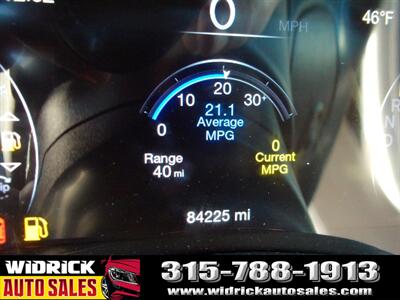 0
MPH
46°F
20
10
30+
21.1
Average
MPG
0
0
Current
MPG
Range
40 mi
84225 mi
WIDRICK
AUTO SALES
315-788-1913
www.widrickautosales.com